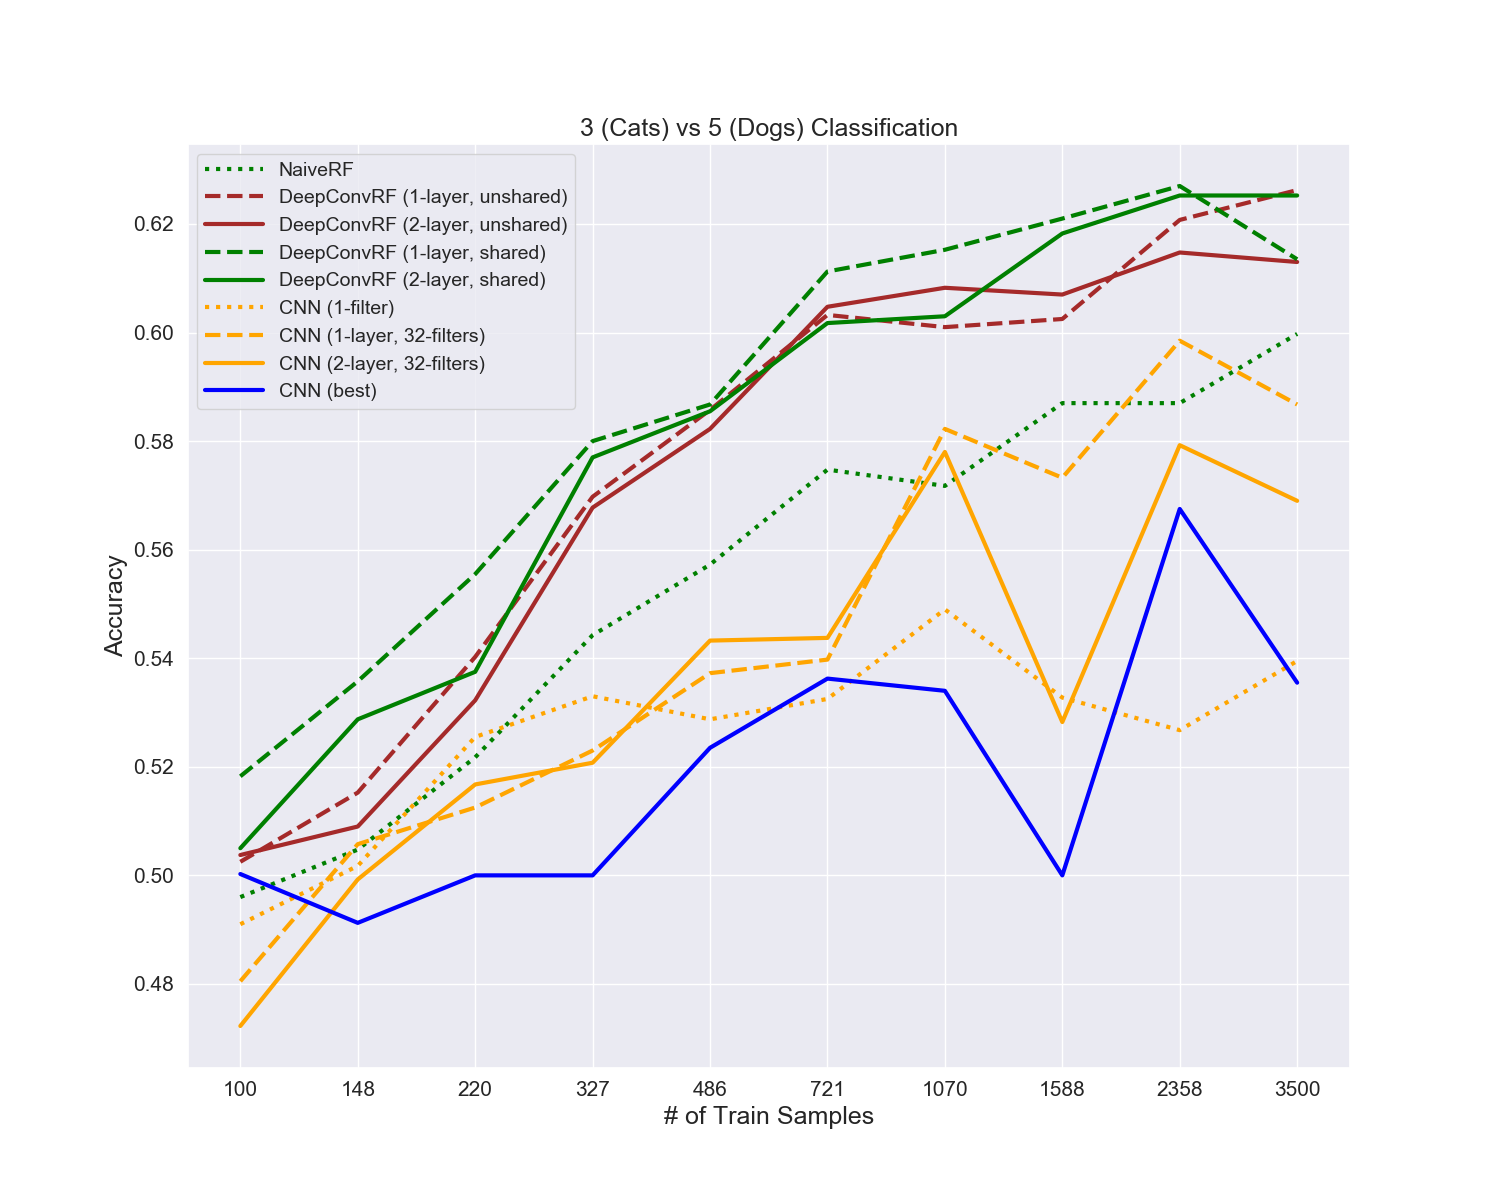 3 (Cats) vs 5 (Dogs) Classification
NaiveRF
DeepConvRF (1-layer, unshared)
DeepConvRF (2-layer, unshared)
DeepConvRF (1-layer, shared)
DeepConvRF (2-layer, shared)
CNN (1-filter)
CNN (1-layer, 32-filters)
CNN (2-layer, 32-filters)
CNN (best)
0.62
0.60
0.58
0.56
0.54
0.52
0.50
0.48
Accuracy
100 148 220 327 486 721 1070 1588 2358 3500
# of Train Samples